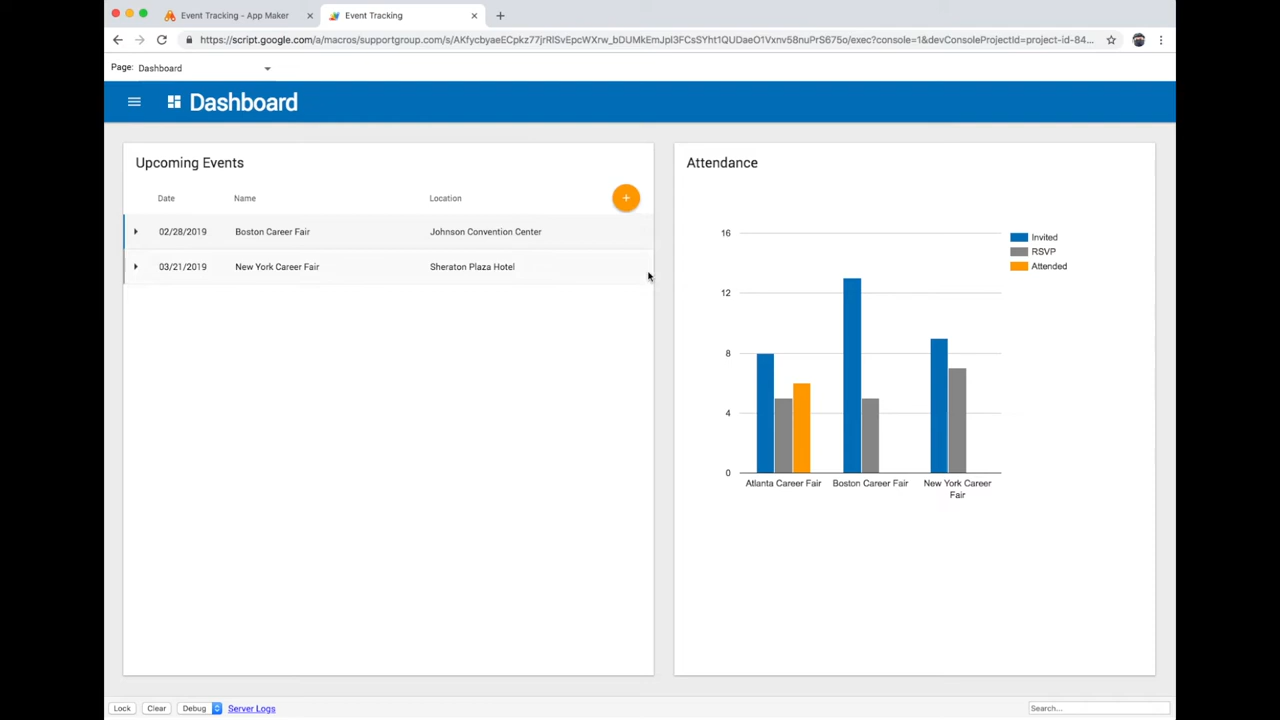 Event Tracking - App Maker
Event Tracking
https://script.google.com/a/macros/supportgroup.com/s/AKfycbyaeECpkz77jrRlSvEpcWXrw_bDUMkEmJpI3FCsSYht1QUDaeO1Vxnv58nuPrS675o/exec?console=1&devConsoleProjectId=project-id-84...
Page: Dashboard
Dashboard
Upcoming Events
Date Name Location
+
02/28/2019 Boston Career Fair Johnson Convention Center
03/21/2019 New York Career Fair Sheraton Plaza Hotel
Attendance
16
12
8
4
0
Invited
RSVP
Attended
Atlanta Career Fair Boston Career Fair New York Career
Fair
Lock Clear Debug Server Logs Search...